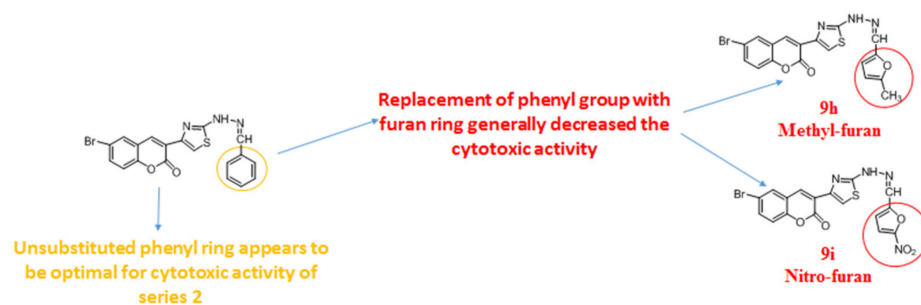 Br
O
O
N
S
NH
N
CH
Unsubstituted phenyl ring appears to
be optimal for cytotoxic activity of
series 2
Replacement of phenyl group with
furan ring generally decreased the
cytotoxic activity
Br
O
O
N
S
NH
N
CH
O
CH3
9h
Methyl-furan
Br
O
O
N
S
NH
N
CH
O
NO2
9i
Nitro-furan